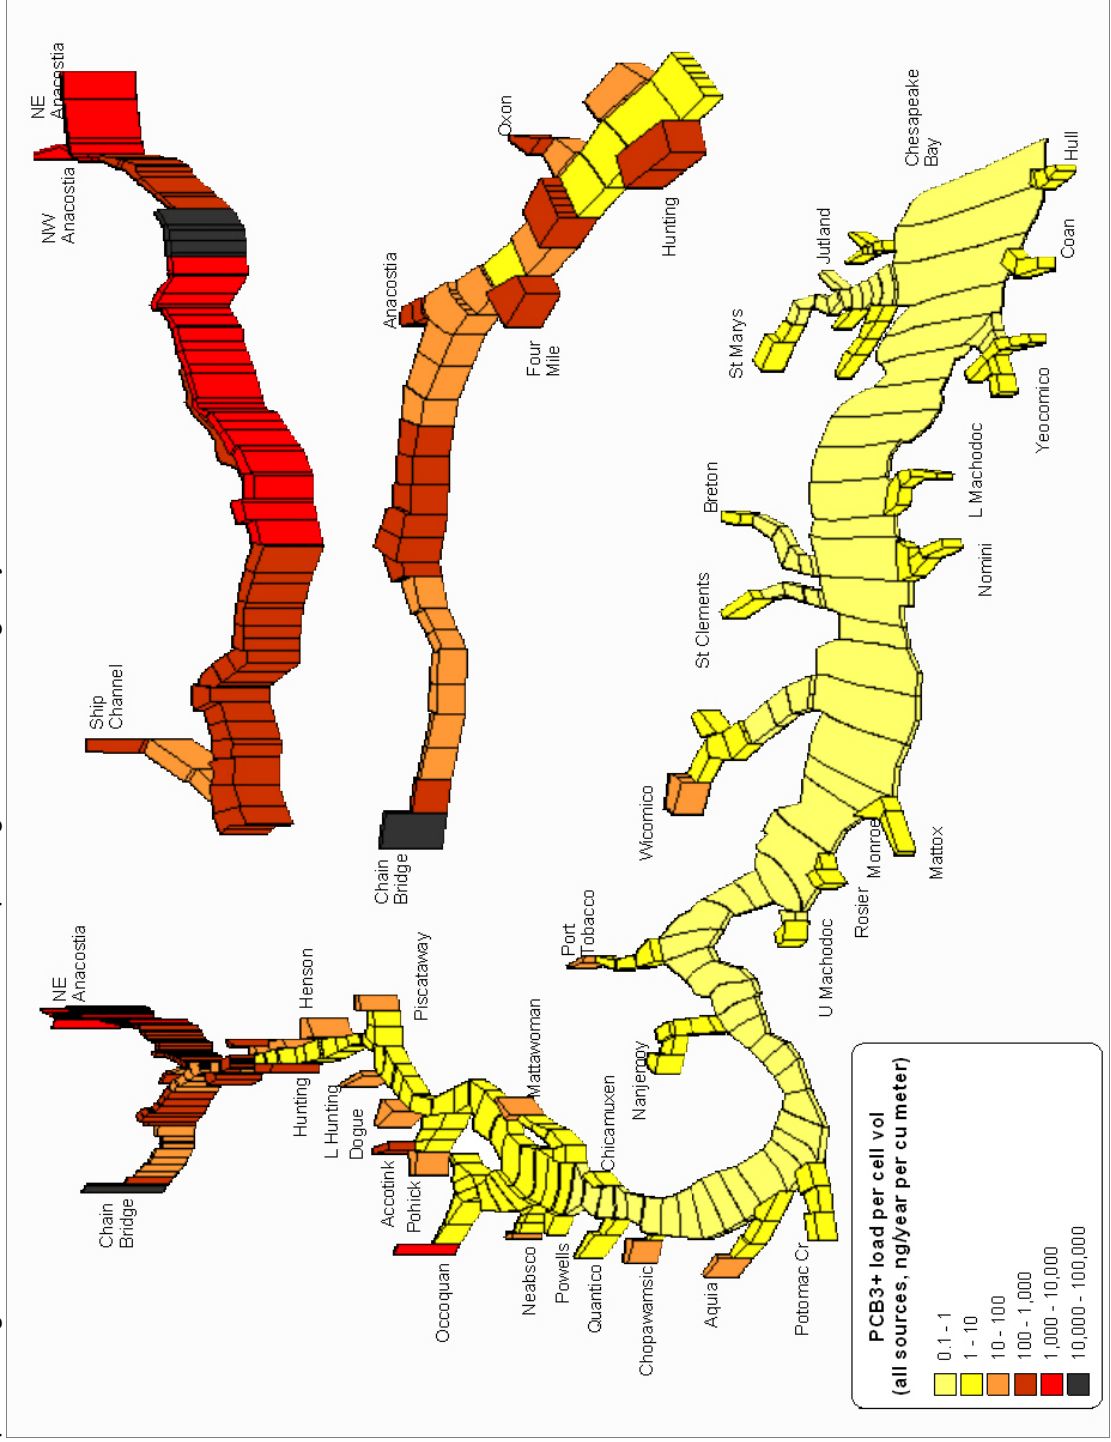 NE
Anacostia
NW
Anacostia
Ship
Channel
Oxon
Anacostia
Hunting
Four
Mile
Chain
Bridge
NE
Anacostia
Henson
Piscataway
Hunting
L Hunting
Dogue
Mattawoman
Accotink
Pohick
Chain
Bridge
Chicamuxen
Occoquan
Neabsco
Powells
Quantico
Chopawamsic
Aquia
Potomac Cr
Nanjemoy
Port
Tobacco
Wicomico
St Clements
Breton
St Marys
Jutland
Chesapeake
Bay
Hull
Coan
Yeocomico
L Machodoc
Nomini
Mattox
Monroe
Rosier
U Machodoc
PCB3+ load per cell vol
(all sources, ng/year per cu meter)
0.1 - 1
1 - 10
10 - 100
100 - 1,000
1,000 - 10,000
10,000 - 100,000